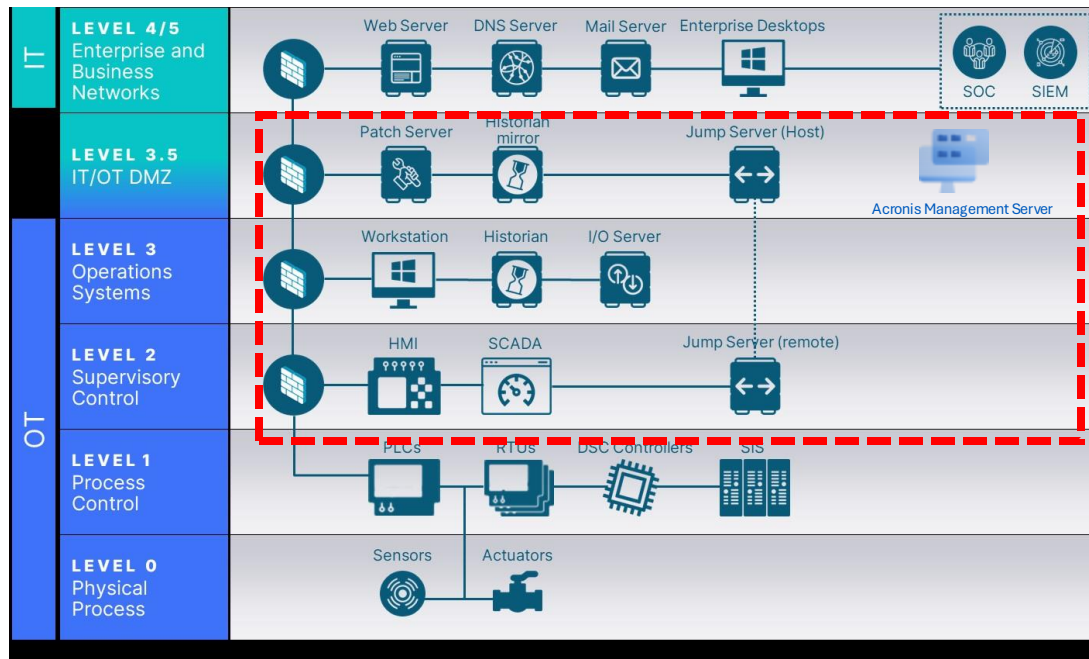 IT
LEVEL 4/5
Enterprise and
Business
Networks
Web Server
DNS Server
Mail Server
Enterprise Desktops
SOC
SIEM
LEVEL 3.5
IT/OT DMZ
Patch Server
Historian
mirror
Jump Server (Host)
Acronis Management Server
OT
LEVEL 3
Operations
Systems
Workstation
Historian
I/O Server
LEVEL 2
Supervisory
Control
HMI
SCADA
Jump Server (remote)
LEVEL 1
Process
Control
PLCs
RTUs
DSC Controllers
SIS
LEVEL 0
Physical
Process
Sensors
Actuators